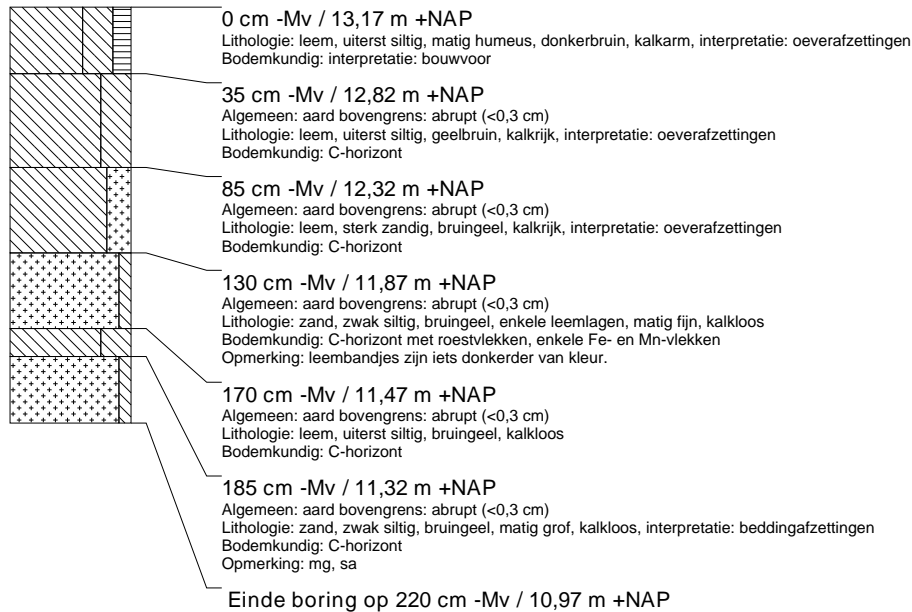 0 cm -Mv / 13,17 m +NAP
Lithologie: leem, uiterst siltig, matig humeus, donkerbruin, kalkarm, interpretatie: oeverafzettingen
Bodemkundig: interpretatie: bouwvoor
35 cm -Mv / 12,82 m +NAP
Algemeen: aard bovengrens: abrupt (<0,3 cm)
Lithologie: leem, uiterst siltig, geelbruin, kalkrijk, interpretatie: oeverafzettingen
Bodemkundig: C-horizont
85 cm -Mv / 12,32 m +NAP
Algemeen: aard bovengrens: abrupt (<0,3 cm)
Lithologie: leem, sterk zandig, bruingeel, kalkrijk, interpretatie: oeverafzettingen
Bodemkundig: C-horizont
130 cm -Mv / 11,87 m +NAP
Algemeen: aard bovengrens: abrupt (<0,3 cm)
Lithologie: zand, zwak siltig, bruingeel, enkele leemlagen, matig fijn, kalkloos
Bodemkundig: C-horizont met roestvlekken, enkele Fe- en Mn-vlekken
Opmerking: leembandjes zijn iets donkerder van kleur.
170 cm -Mv / 11,47 m +NAP
Algemeen: aard bovengrens: abrupt (<0,3 cm)
Lithologie: leem, uiterst siltig, bruingeel, kalkloos
Bodemkundig: C-horizont
185 cm -Mv / 11,32 m +NAP
Algemeen: aard bovengrens: abrupt (<0,3 cm)
Lithologie: zand, zwak siltig, bruingeel, matig grof, kalkloos, interpretatie: beddingafzettingen
Bodemkundig: C-horizont
Opmerking: mg, sa
Einde boring op 220 cm -Mv / 10,97 m +NAP